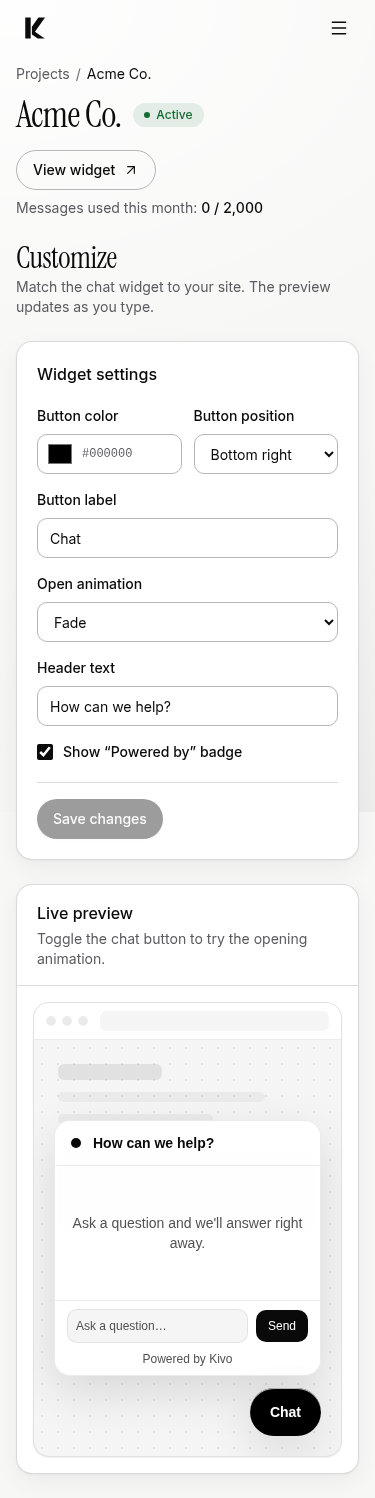 K
Projects / Acme Co.
Acme Co. Active
View widget
Messages used this month: 0 / 2,000
Customize
Match the chat widget to your site. The preview
updates as you type.
Widget settings
Button color Button position
#000000 Bottom right
Button label
Chat
Open animation
Fade
Header text
How can we help?
Show “Powered by” badge
Save changes
Live preview
Toggle the chat button to try the opening
animation.
How can we help?
Ask a question and we'll answer right
away.
Ask a question… Send
Powered by Kivo
Chat